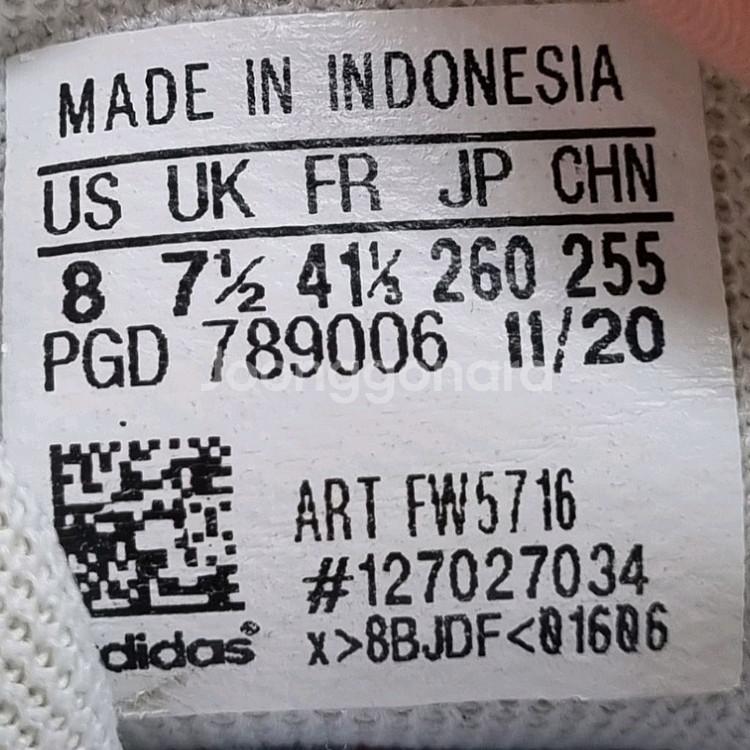 MADE IN INDONESIA
US UK FR JP CHN
8 7½ 41⅓ 260 255
PGD 789006 11/20
Joonggonara
ART FW5716
#127027034
adidas®
x>8BJDF<01606